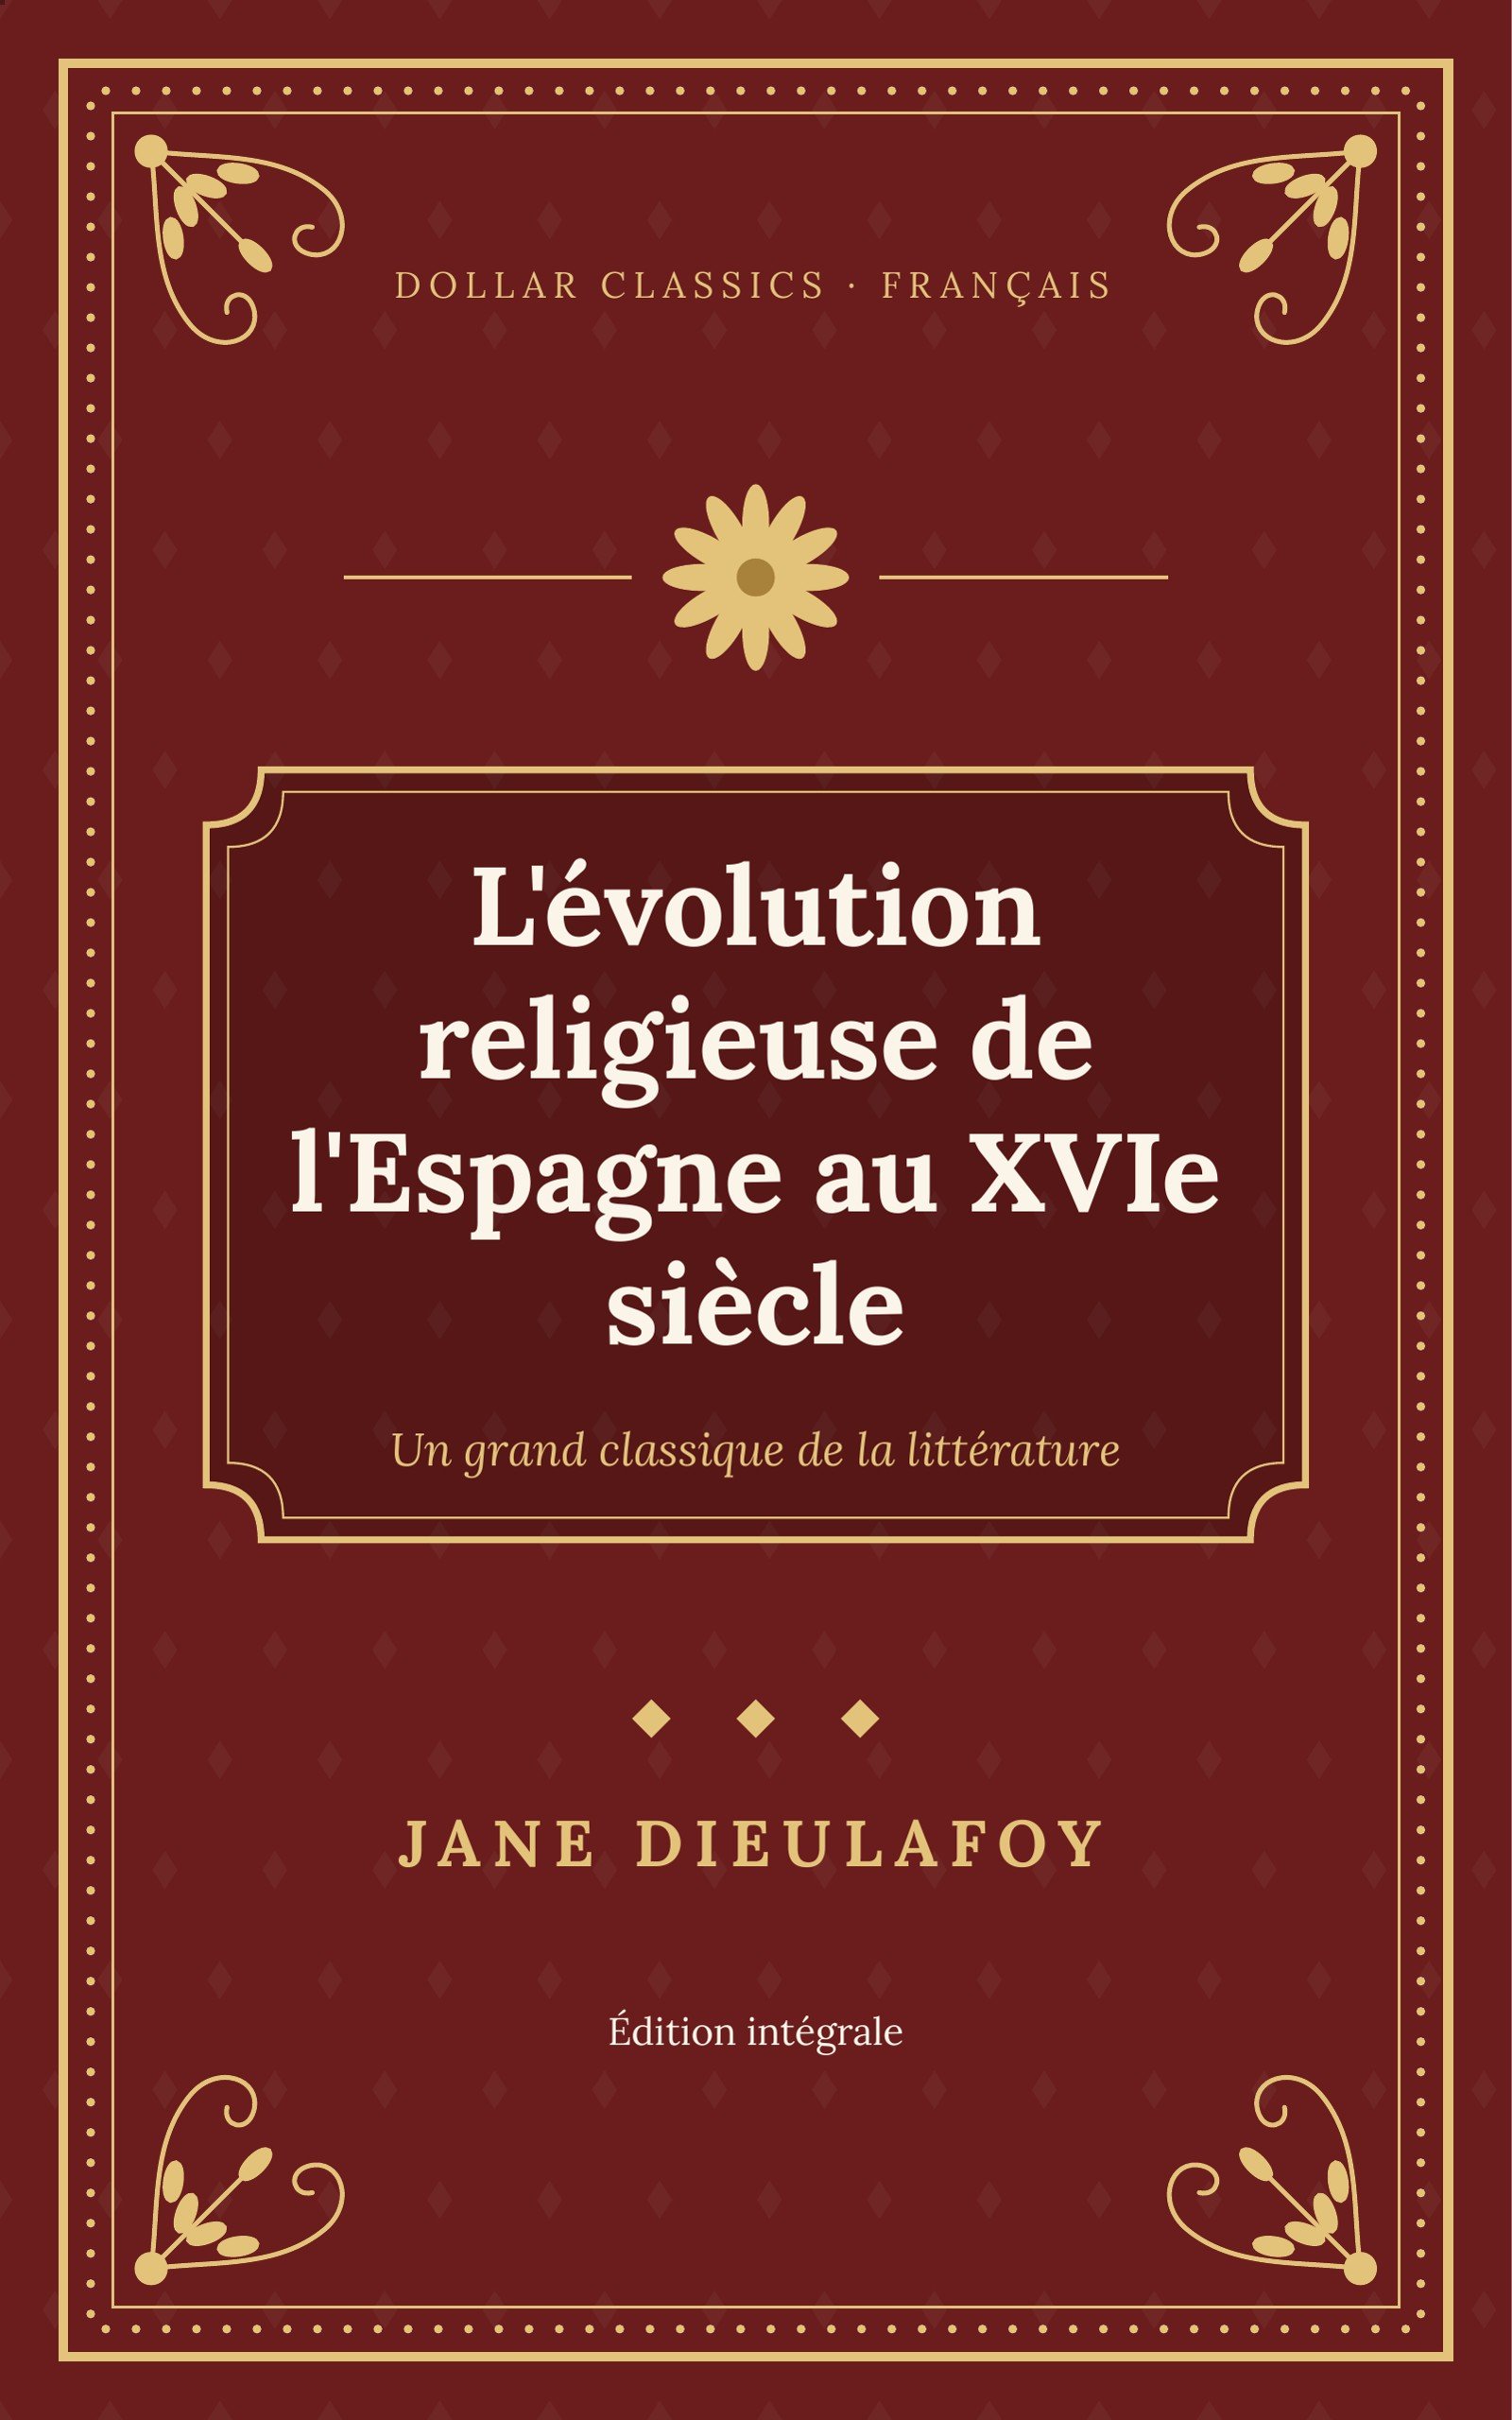 DOLLAR CLASSICS · FRANÇAIS
L'évolution
religieuse de
l'Espagne au XVIe
siècle
Un grand classique de la littérature
JANE DIEULAFOY
Édition intégrale